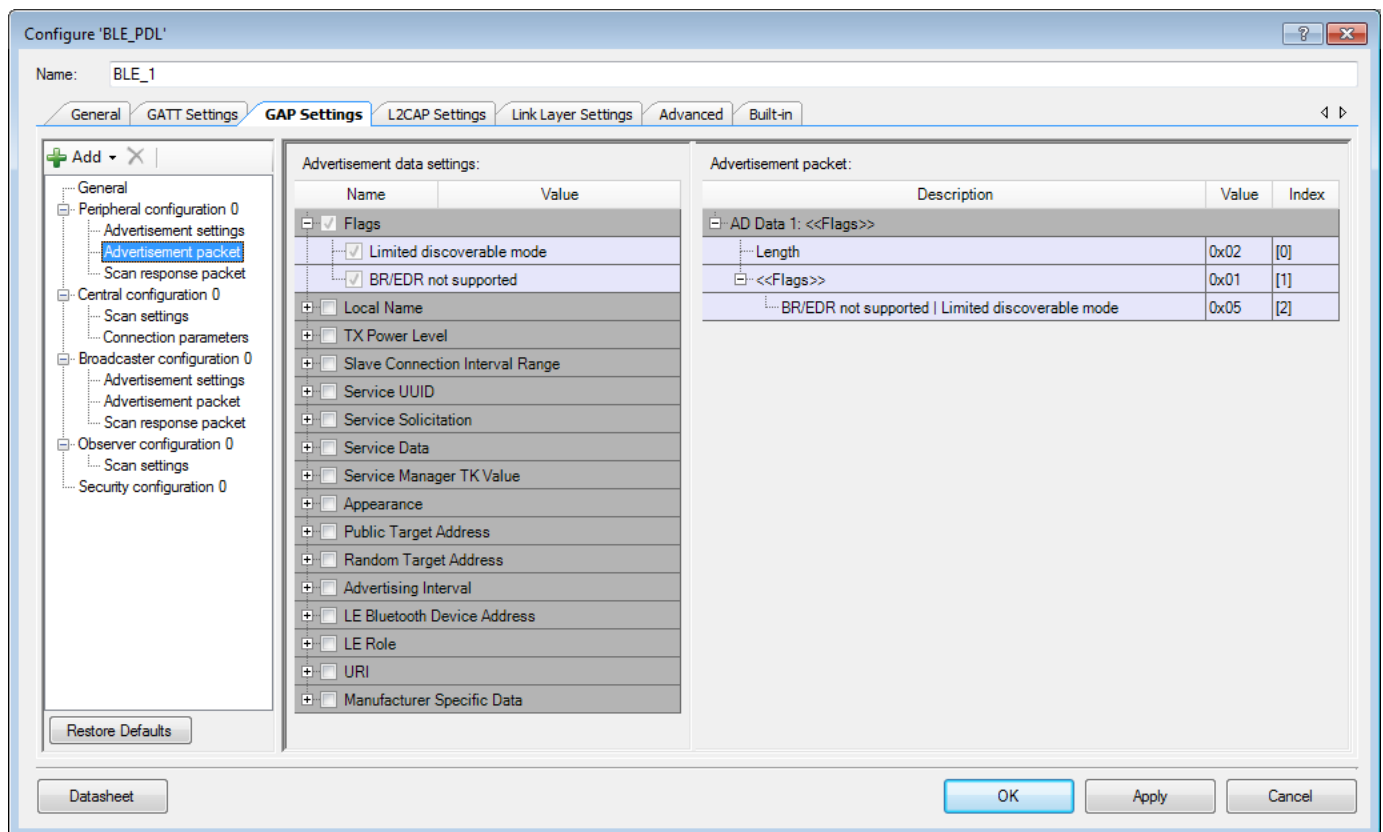 Configure 'BLE_PDL'
Name: BLE_1
General GATT Settings GAP Settings L2CAP Settings Link Layer Settings Advanced Built-in
Add
General
Peripheral configuration 0
Advertisement settings
Advertisement packet
Scan response packet
Central configuration 0
Scan settings
Connection parameters
Broadcaster configuration 0
Advertisement settings
Advertisement packet
Scan response packet
Observer configuration 0
Scan settings
Security configuration 0
Restore Defaults
Advertisement data settings:
Name Value
Flags
Limited discoverable mode
BR/EDR not supported
Local Name
TX Power Level
Slave Connection Interval Range
Service UUID
Service Solicitation
Service Data
Service Manager TK Value
Appearance
Public Target Address
Random Target Address
Advertising Interval
LE Bluetooth Device Address
LE Role
URI
Manufacturer Specific Data
Advertisement packet:
Description Value Index
AD Data 1: <<Flags>>
Length 0x02 [0]
<<Flags>> 0x01 [1]
BR/EDR not supported | Limited discoverable mode 0x05 [2]
Datasheet OK Apply Cancel